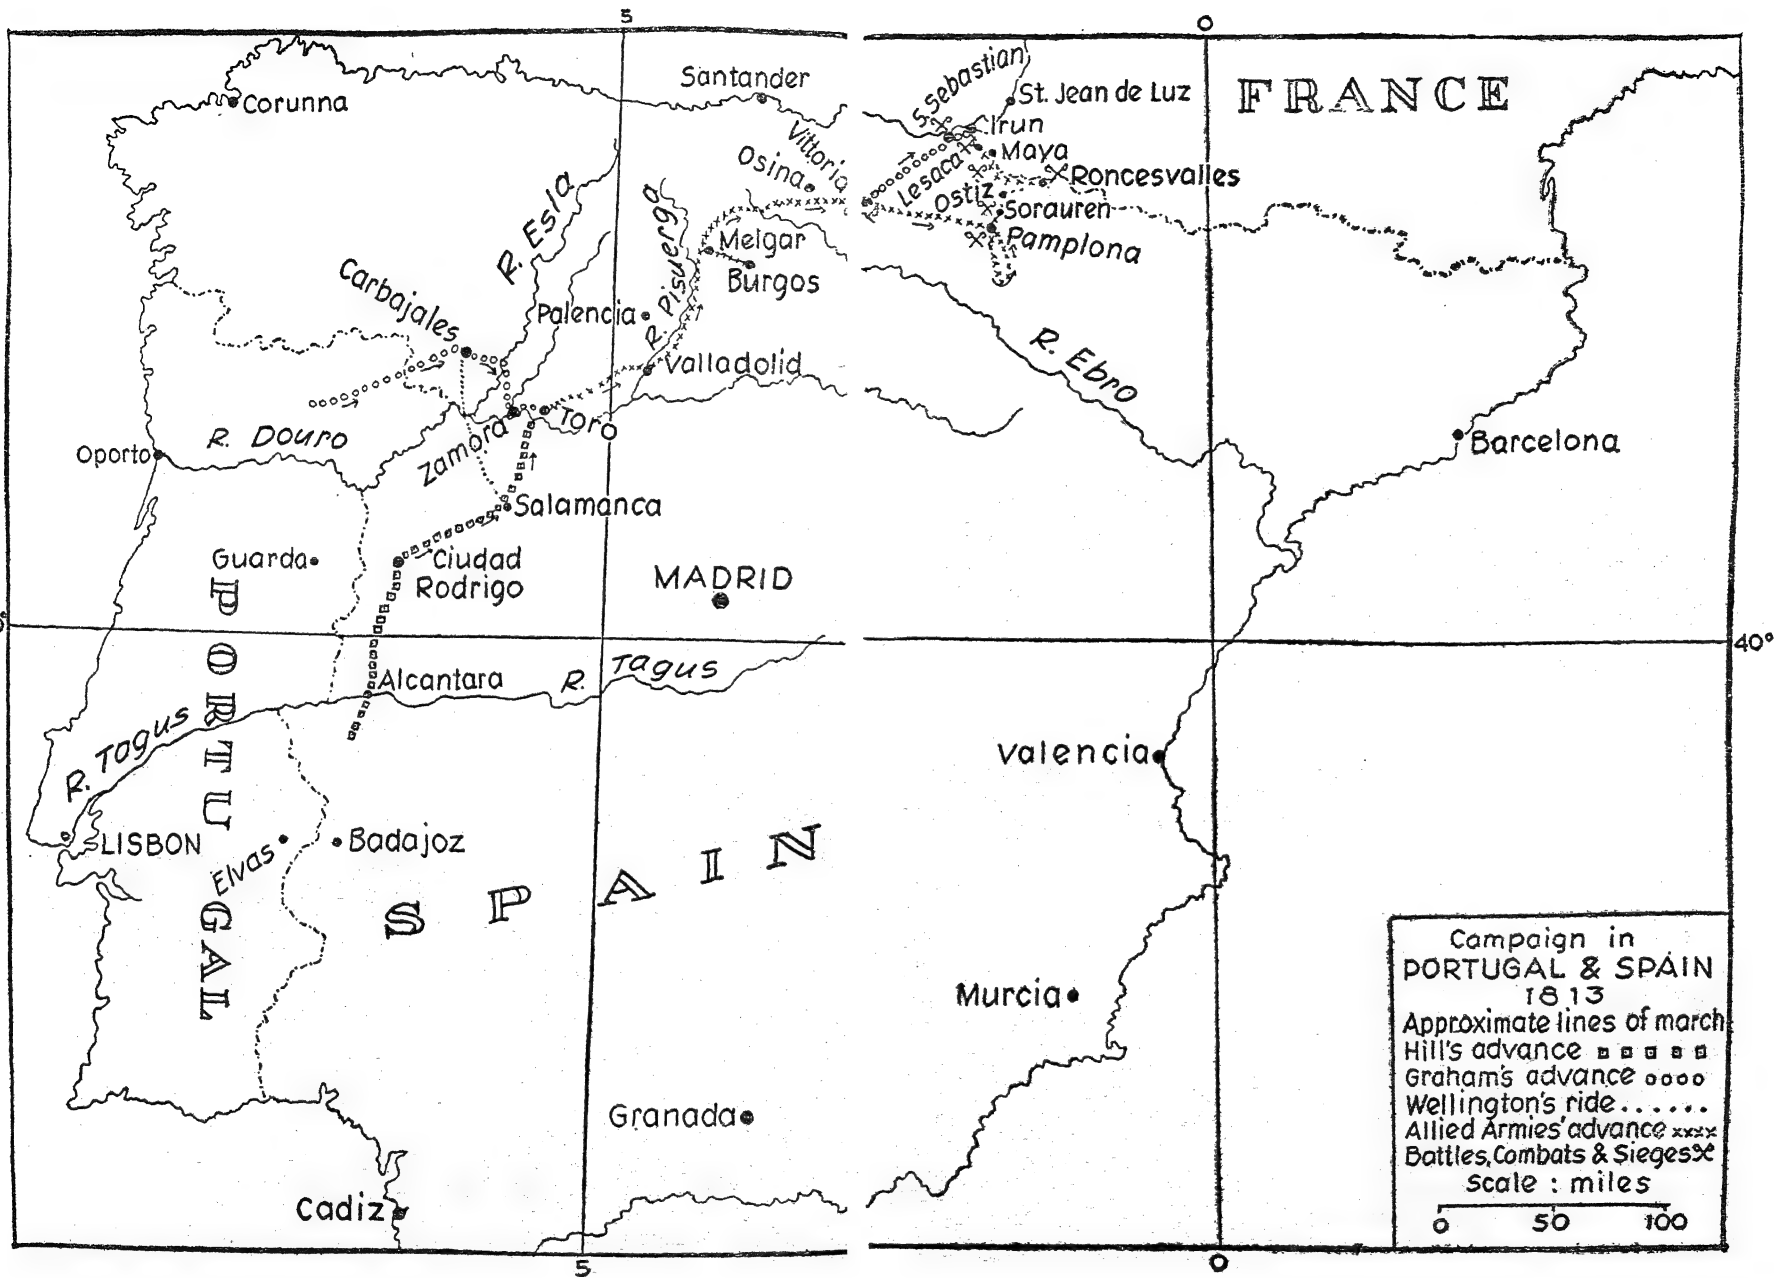 5
0
Corunna
Santander
S. Sebastian
St. Jean de Luz
FRANCE
Irun
Maya
Vittoria
Osina
Lesaca
Roncesvalles
Ostiz
Sorauren
Pamplona
R. Esla
R. Pisuerga
Melgar
Burgos
Carbajales
Palencia
R. Ebro
Valladolid
Toro
Zamora
R. Douro
Oporto
Barcelona
Salamanca
Guarda
Ciudad
Rodrigo
MADRID
40°
PORTUGAL
Alcantara
R. Tagus
R. Tagus
Valencia
LISBON
Elvas
Badajoz
SPAIN
Murcia
Granada
Cadiz
5
0
Campaign in
PORTUGAL & SPAIN
1813
Approximate lines of march
Hill's advance
Graham's advance
Wellington's ride......
Allied Armies' advance xxxx
Battles, Combats & Sieges
Scale : miles
0 50 100